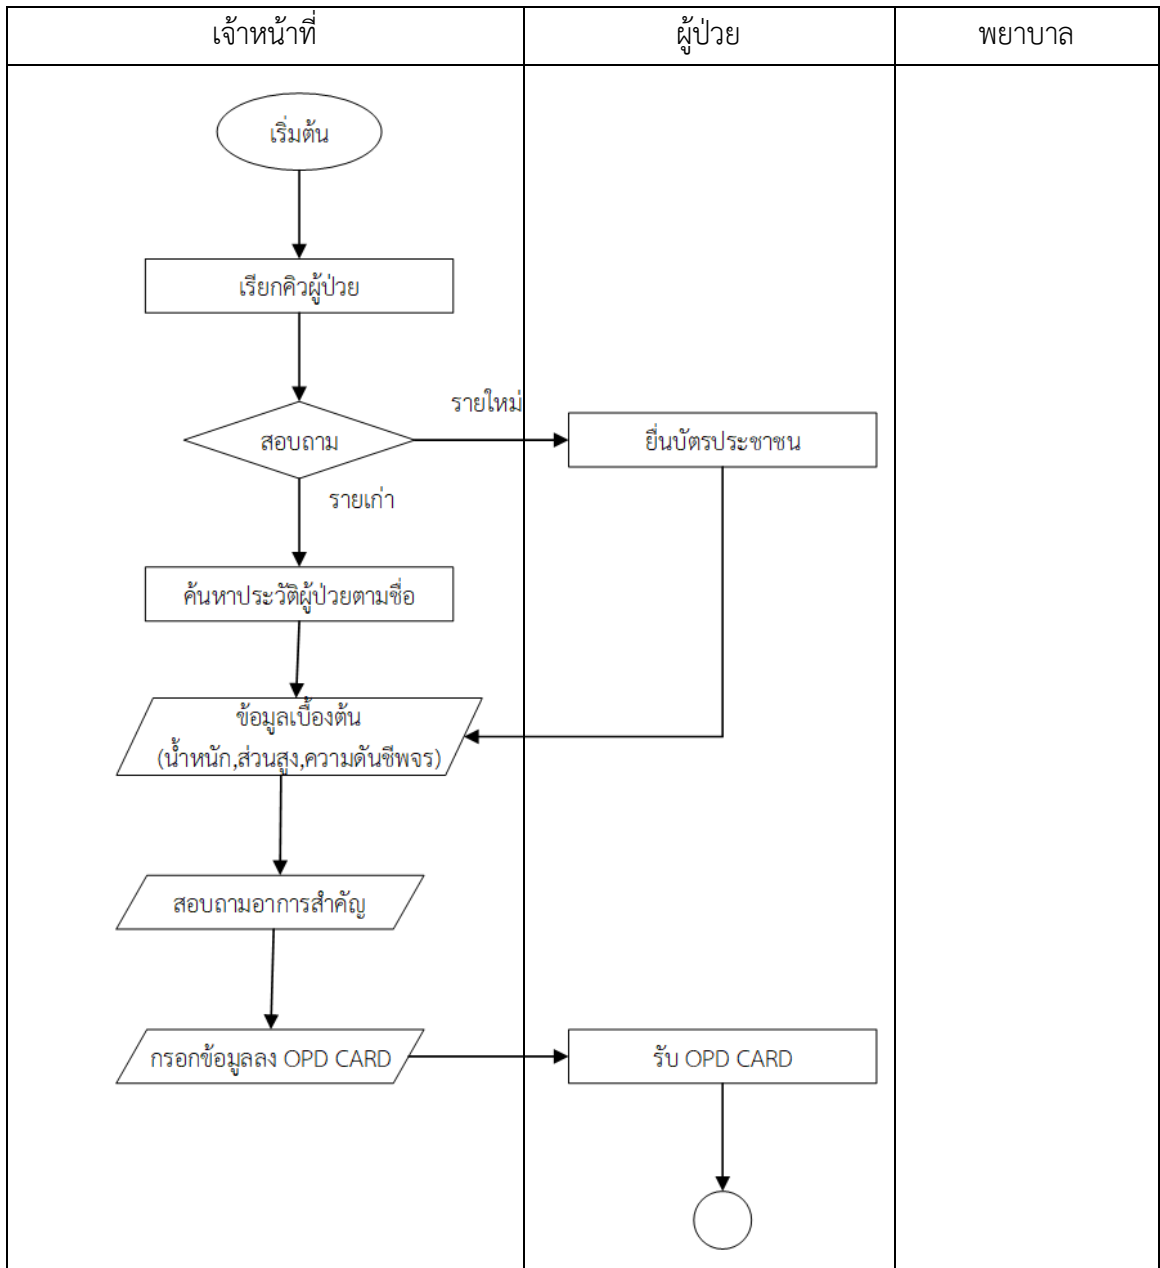 เจ้าหน้าที่
ผู้ป่วย
พยาบาล
เริ่มต้น
เรียกคิวผู้ป่วย
รายใหม่
สอบถาม
ยื่นบัตรประชาชน
รายเก่า
ค้นหาประวัติผู้ป่วยตามชื่อ
ข้อมูลเบื้องต้น
(น้ำหนัก,ส่วนสูง,ความดันชีพจร)
สอบถามอาการสำคัญ
กรอกข้อมูลลง OPD CARD
รับ OPD CARD